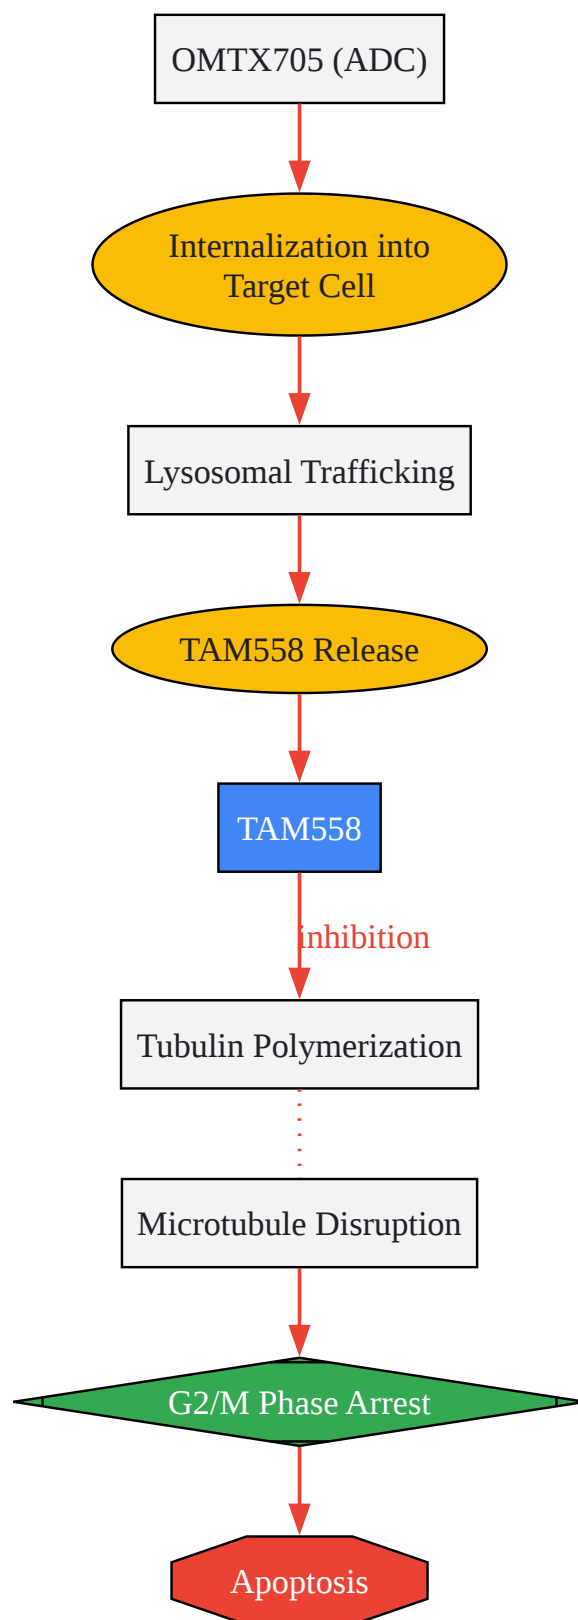 OMTX705 (ADC)
Internalization into
Target Cell
Lysosomal Trafficking
TAM558 Release
TAM558
inhibition
Tubulin Polymerization
Microtubule Disruption
G2/M Phase Arrest
Apoptosis